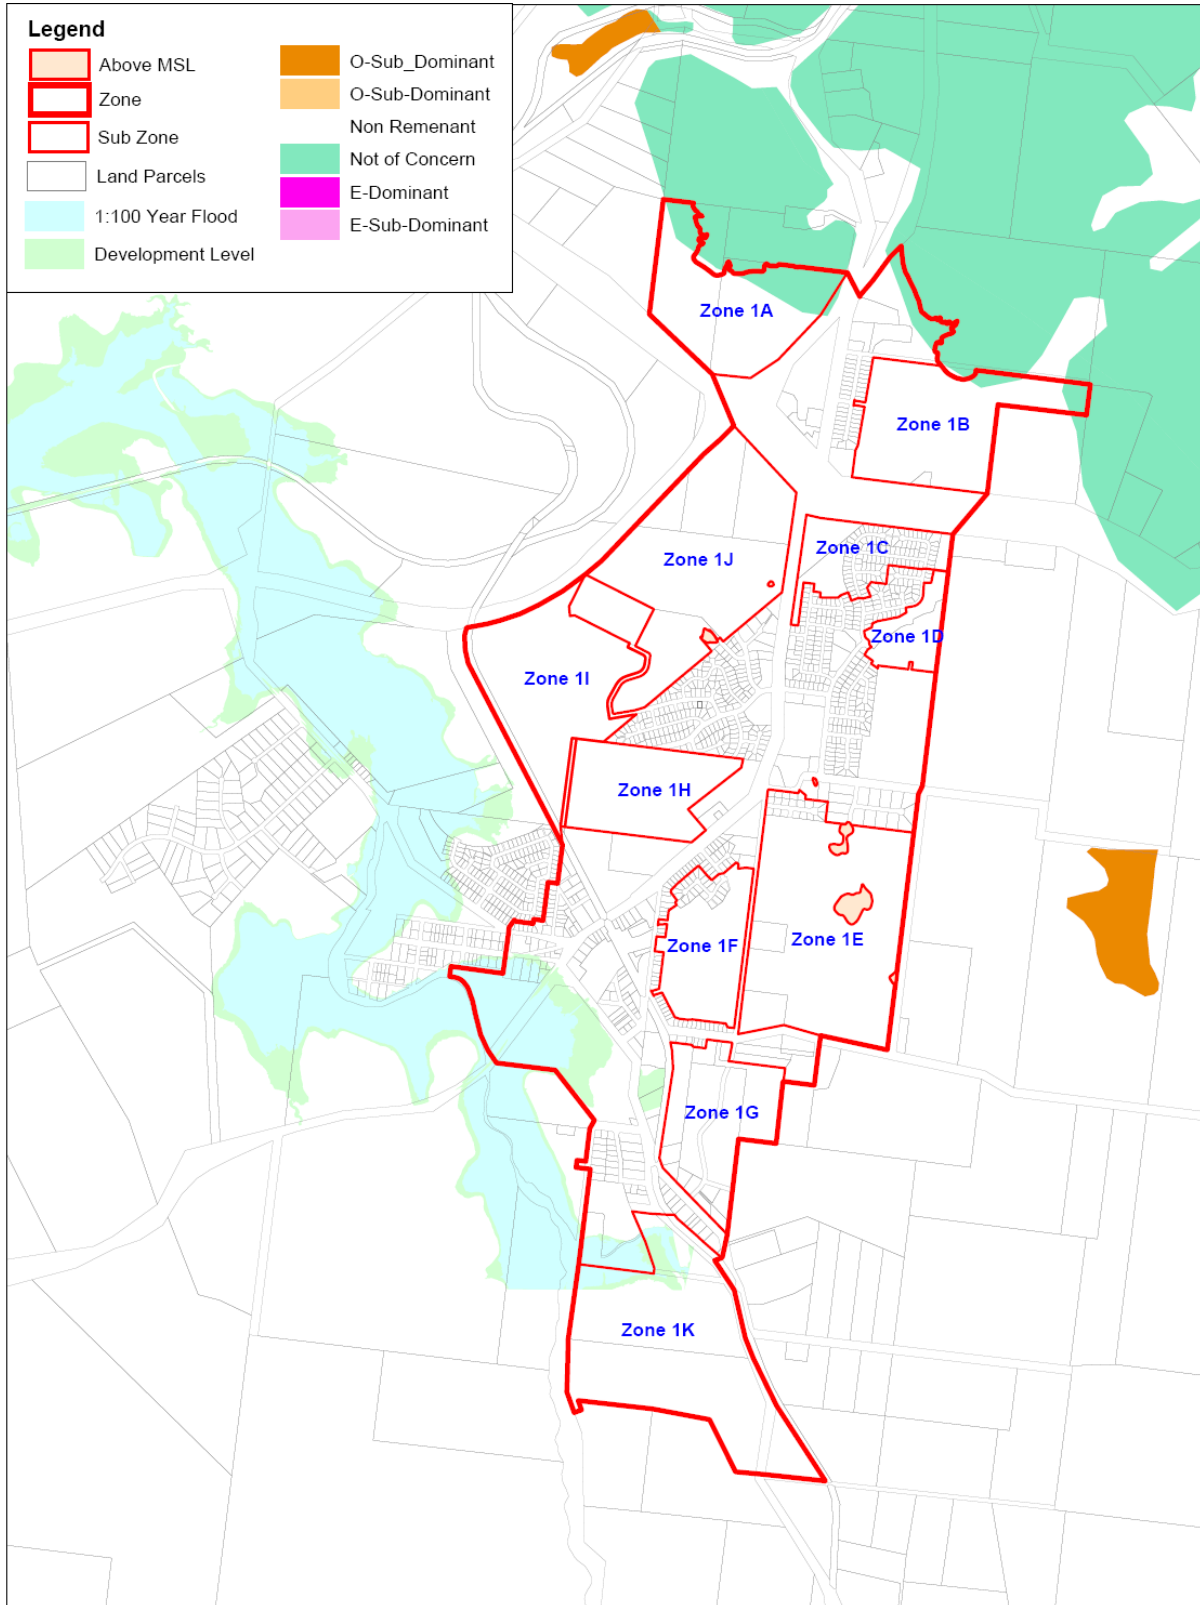 Legend
Above MSL
Zone
Sub Zone
Land Parcels
1:100 Year Flood
Development Level
O-Sub_Dominant
O-Sub-Dominant
Non Remenant
Not of Concern
E-Dominant
E-Sub-Dominant
Zone 1A
Zone 1B
Zone 1C
Zone 1J
Zone 1D
Zone 1I
Zone 1H
Zone 1E
Zone 1F
Zone 1G
Zone 1K